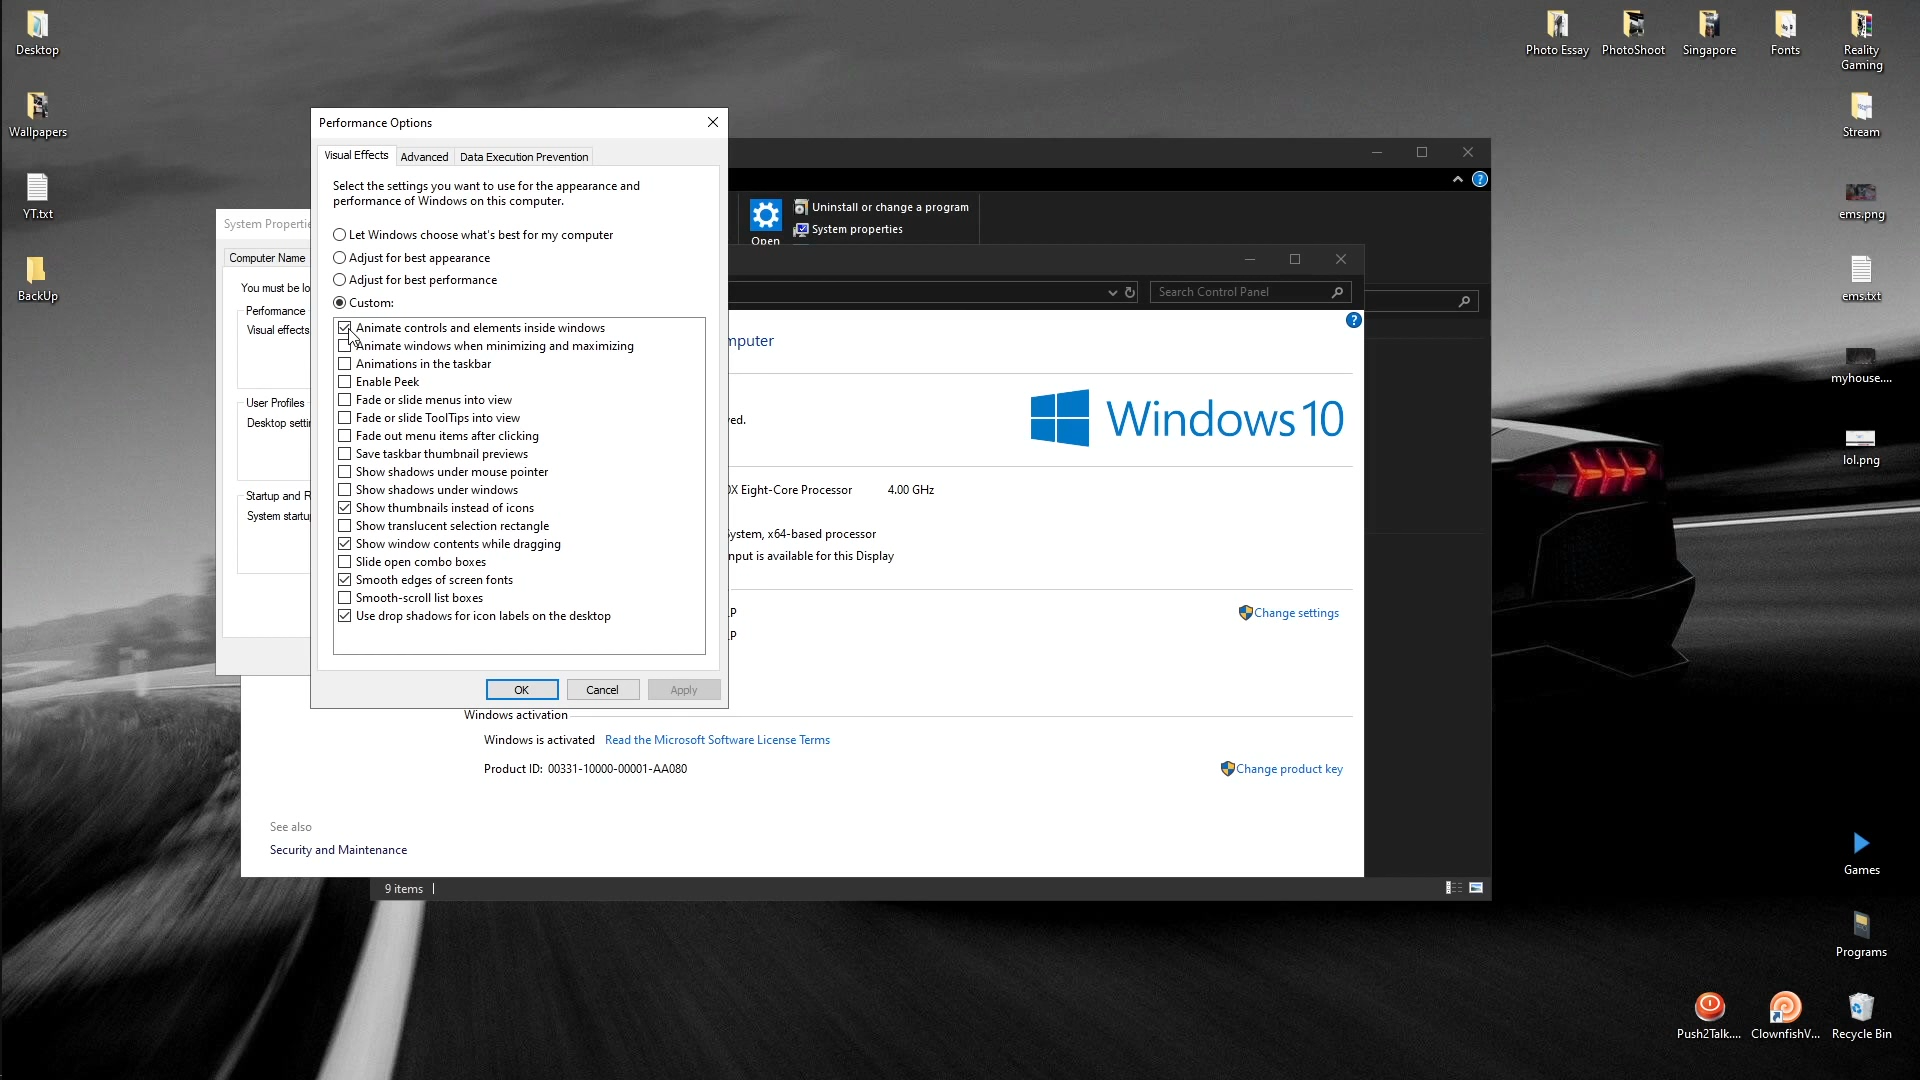 Desktop
Wallpapers
YT.txt
BackUp
Photo Essay
PhotoShoot
Singapore
Fonts
Reality
Gaming
Stream
ems.png
ems.txt
myhouse....
lol.png
Games
Programs
Push2Talk....
ClownfishV...
Recycle Bin
Performance Options
Visual Effects
Advanced
Data Execution Prevention
Select the settings you want to use for the appearance and
performance of Windows on this computer.
Let Windows choose what's best for my computer
Adjust for best appearance
Adjust for best performance
Custom:
Animate controls and elements inside windows
Animate windows when minimizing and maximizing
Animations in the taskbar
Enable Peek
Fade or slide menus into view
Fade or slide ToolTips into view
Fade out menu items after clicking
Save taskbar thumbnail previews
Show shadows under mouse pointer
Show shadows under windows
Show thumbnails instead of icons
Show translucent selection rectangle
Show window contents while dragging
Slide open combo boxes
Smooth edges of screen fonts
Smooth-scroll list boxes
Use drop shadows for icon labels on the desktop
OK
Cancel
Apply
System Propertie
Computer Name
You must be lo
Performance
Visual effects
User Profiles
Desktop setti
Startup and R
System startu
Open
Uninstall or change a program
System properties
Search Control Panel
mputer
ved.
Windows 10
0X Eight-Core Processor 4.00 GHz
System, x64-based processor
nput is available for this Display
LP
LP
Change settings
Windows activation
Windows is activated Read the Microsoft Software License Terms
Product ID: 00331-10000-00001-AA080
Change product key
See also
Security and Maintenance
9 items